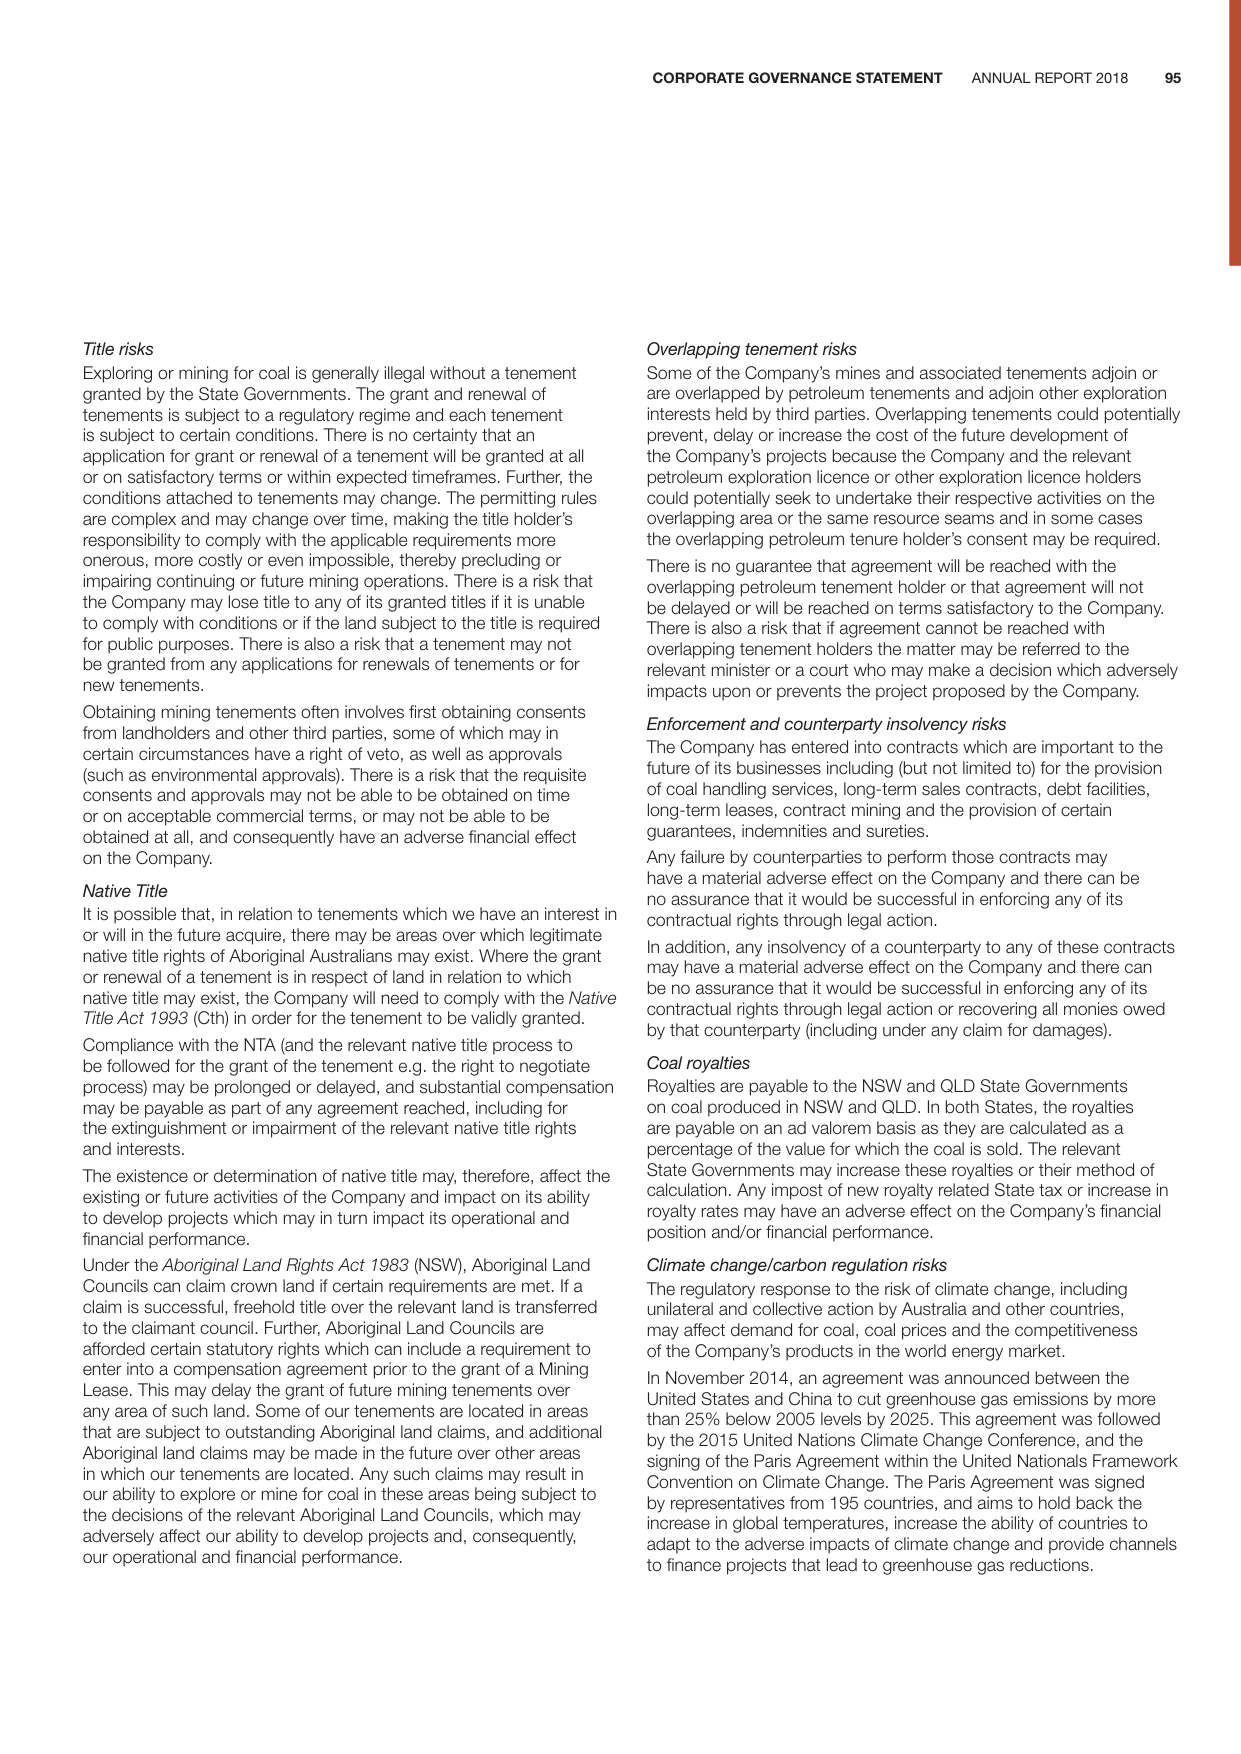 CORPORATE GOVERNANCE STATEMENT ANNUAL REPORT 2018 95
Title risks
Exploring or mining for coal is generally illegal without a tenement
granted by the State Governments. The grant and renewal of
tenements is subject to a regulatory regime and each tenement
is subject to certain conditions. There is no certainty that an
application for grant or renewal of a tenement will be granted at all
or on satisfactory terms or within expected timeframes. Further, the
conditions attached to tenements may change. The permitting rules
are complex and may change over time, making the title holder’s
responsibility to comply with the applicable requirements more
onerous, more costly or even impossible, thereby precluding or
impairing continuing or future mining operations. There is a risk that
the Company may lose title to any of its granted titles if it is unable
to comply with conditions or if the land subject to the title is required
for public purposes. There is also a risk that a tenement may not
be granted from any applications for renewals of tenements or for
new tenements.
Obtaining mining tenements often involves first obtaining consents
from landholders and other third parties, some of which may in
certain circumstances have a right of veto, as well as approvals
(such as environmental approvals). There is a risk that the requisite
consents and approvals may not be able to be obtained on time
or on acceptable commercial terms, or may not be able to be
obtained at all, and consequently have an adverse financial effect
on the Company.
Native Title
It is possible that, in relation to tenements which we have an interest in
or will in the future acquire, there may be areas over which legitimate
native title rights of Aboriginal Australians may exist. Where the grant
or renewal of a tenement is in respect of land in relation to which
native title may exist, the Company will need to comply with the Native
Title Act 1993 (Cth) in order for the tenement to be validly granted.
Compliance with the NTA (and the relevant native title process to
be followed for the grant of the tenement e.g. the right to negotiate
process) may be prolonged or delayed, and substantial compensation
may be payable as part of any agreement reached, including for
the extinguishment or impairment of the relevant native title rights
and interests.
The existence or determination of native title may, therefore, affect the
existing or future activities of the Company and impact on its ability
to develop projects which may in turn impact its operational and
financial performance.
Under the Aboriginal Land Rights Act 1983 (NSW), Aboriginal Land
Councils can claim crown land if certain requirements are met. If a
claim is successful, freehold title over the relevant land is transferred
to the claimant council. Further, Aboriginal Land Councils are
afforded certain statutory rights which can include a requirement to
enter into a compensation agreement prior to the grant of a Mining
Lease. This may delay the grant of future mining tenements over
any area of such land. Some of our tenements are located in areas
that are subject to outstanding Aboriginal land claims, and additional
Aboriginal land claims may be made in the future over other areas
in which our tenements are located. Any such claims may result in
our ability to explore or mine for coal in these areas being subject to
the decisions of the relevant Aboriginal Land Councils, which may
adversely affect our ability to develop projects and, consequently,
our operational and financial performance.
Overlapping tenement risks
Some of the Company’s mines and associated tenements adjoin or
are overlapped by petroleum tenements and adjoin other exploration
interests held by third parties. Overlapping tenements could potentially
prevent, delay or increase the cost of the future development of
the Company’s projects because the Company and the relevant
petroleum exploration licence or other exploration licence holders
could potentially seek to undertake their respective activities on the
overlapping area or the same resource seams and in some cases
the overlapping petroleum tenure holder’s consent may be required.
There is no guarantee that agreement will be reached with the
overlapping petroleum tenement holder or that agreement will not
be delayed or will be reached on terms satisfactory to the Company.
There is also a risk that if agreement cannot be reached with
overlapping tenement holders the matter may be referred to the
relevant minister or a court who may make a decision which adversely
impacts upon or prevents the project proposed by the Company.
Enforcement and counterparty insolvency risks
The Company has entered into contracts which are important to the
future of its businesses including (but not limited to) for the provision
of coal handling services, long-term sales contracts, debt facilities,
long-term leases, contract mining and the provision of certain
guarantees, indemnities and sureties.
Any failure by counterparties to perform those contracts may
have a material adverse effect on the Company and there can be
no assurance that it would be successful in enforcing any of its
contractual rights through legal action.
In addition, any insolvency of a counterparty to any of these contracts
may have a material adverse effect on the Company and there can
be no assurance that it would be successful in enforcing any of its
contractual rights through legal action or recovering all monies owed
by that counterparty (including under any claim for damages).
Coal royalties
Royalties are payable to the NSW and QLD State Governments
on coal produced in NSW and QLD. In both States, the royalties
are payable on an ad valorem basis as they are calculated as a
percentage of the value for which the coal is sold. The relevant
State Governments may increase these royalties or their method of
calculation. Any impost of new royalty related State tax or increase in
royalty rates may have an adverse effect on the Company’s financial
position and/or financial performance.
Climate change/carbon regulation risks
The regulatory response to the risk of climate change, including
unilateral and collective action by Australia and other countries,
may affect demand for coal, coal prices and the competitiveness
of the Company’s products in the world energy market.
In November 2014, an agreement was announced between the
United States and China to cut greenhouse gas emissions by more
than 25% below 2005 levels by 2025. This agreement was followed
by the 2015 United Nations Climate Change Conference, and the
signing of the Paris Agreement within the United Nationals Framework
Convention on Climate Change. The Paris Agreement was signed
by representatives from 195 countries, and aims to hold back the
increase in global temperatures, increase the ability of countries to
adapt to the adverse impacts of climate change and provide channels
to finance projects that lead to greenhouse gas reductions.